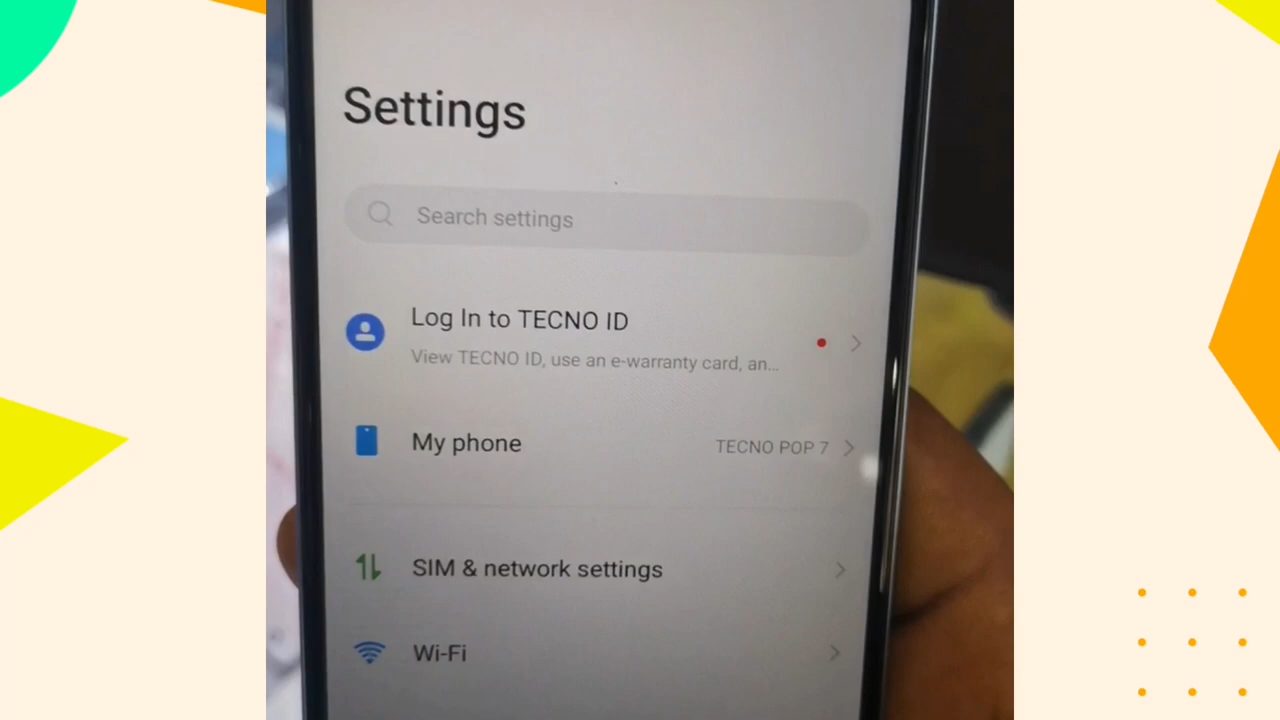 Settings
Search settings
Log In to TECNO ID
View TECNO ID, use an e-warranty card, an...
My phone
TECNO POP 7
SIM & network settings
Wi-Fi